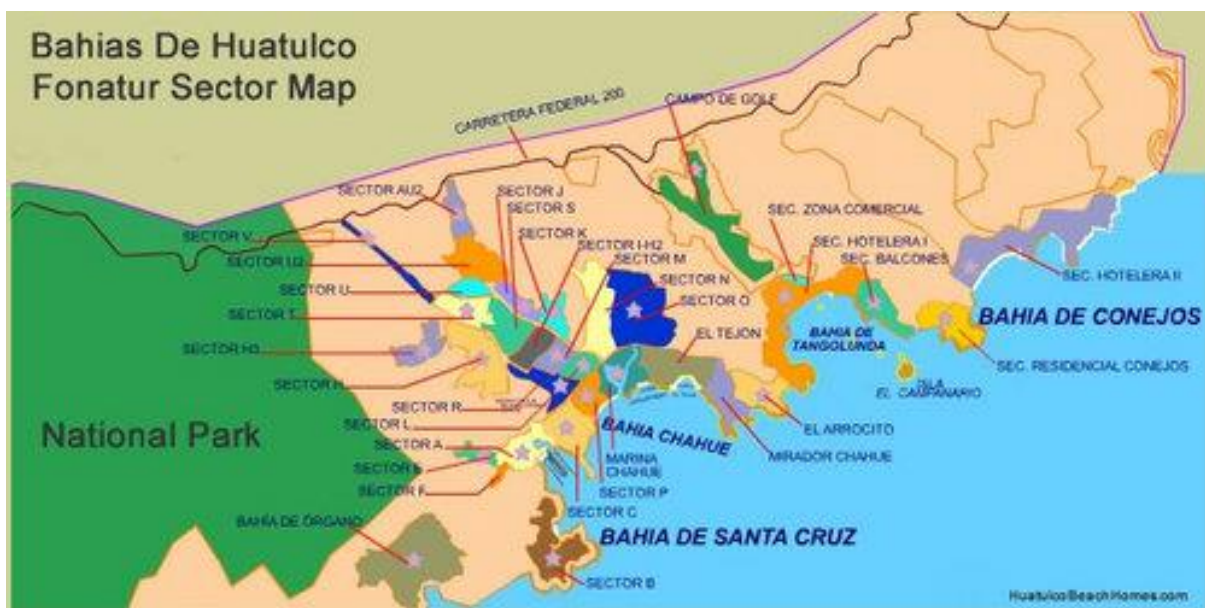 Bahias De Huatulco
Fonatur Sector Map
CARRETERA FEDERAL 200
CAMPO DE GOLF
SECTOR AU2
SECTOR J
SECTOR S
SECTOR K
SECTOR I-H2
SECTOR M
SECTOR N
SECTOR O
SECTOR V
SECTOR U2
SECTOR U
SECTOR T
SECTOR H3
SECTOR H
SECTOR R
SECTOR L
SECTOR A
SECTOR E
SECTOR F
SEC. ZONA COMERCIAL
SEC. HOTELERA I
SEC. BALCONES
SEC. HOTELERA II
BAHIA DE CONEJOS
BAHIA DE
TANGOLUNDA
SEC. RESIDENCIAL CONEJOS
ISLA
EL CAMPANARIO
EL TEJON
EL ARROCITO
MIRADOR CHAHUE
BAHIA CHAHUE
MARINA
CHAHUE
SECTOR P
SECTOR C
National Park
BAHÍA DE ÓRGANO
BAHIA DE SANTA CRUZ
SECTOR B
HuatulcoBeachHomes.com